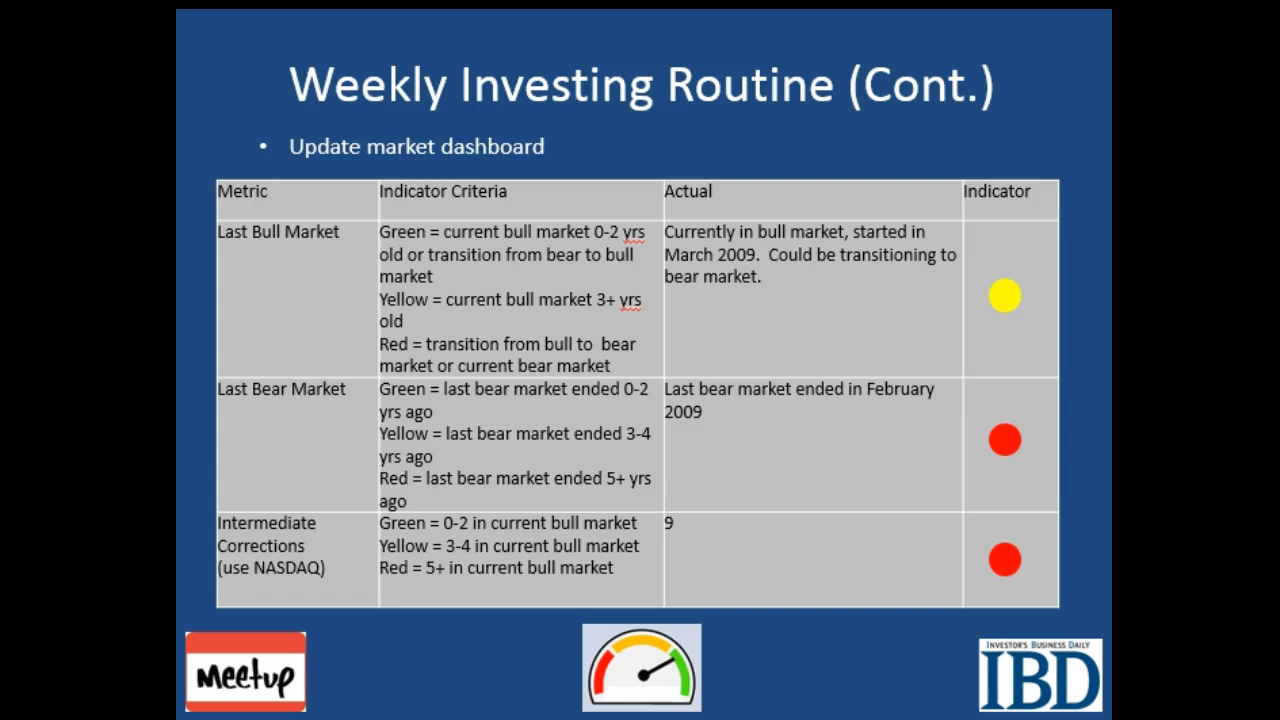 Weekly Investing Routine (Cont.)
• Update market dashboard
Metric
Indicator Criteria
Actual
Indicator
Last Bull Market
Green = current bull market 0-2 yrs
old or transition from bear to bull
market
Yellow = current bull market 3+ yrs
old
Red = transition from bull to  bear
market or current bear market
Currently in bull market, started in
March 2009.  Could be transitioning to
bear market.
Last Bear Market
Green = last bear market ended 0-2
yrs ago
Yellow = last bear market ended 3-4
yrs ago
Red = last bear market ended 5+ yrs
ago
Last bear market ended in February
2009
Intermediate
Corrections
(use NASDAQ)
Green = 0-2 in current bull market
Yellow = 3-4 in current bull market
Red = 5+ in current bull market
9
Meetup
INVESTOR'S BUSINESS DAILY
IBD